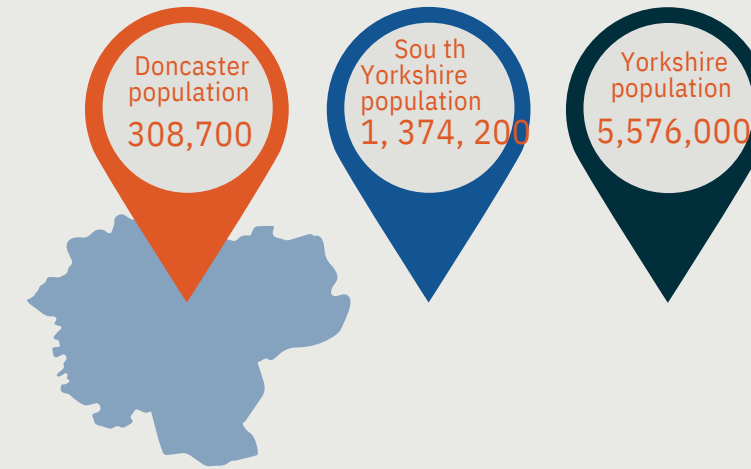 Doncaster
population
308,700
Sou th
Yorkshire
population
1, 374, 200
Yorkshire
population
5,576,000